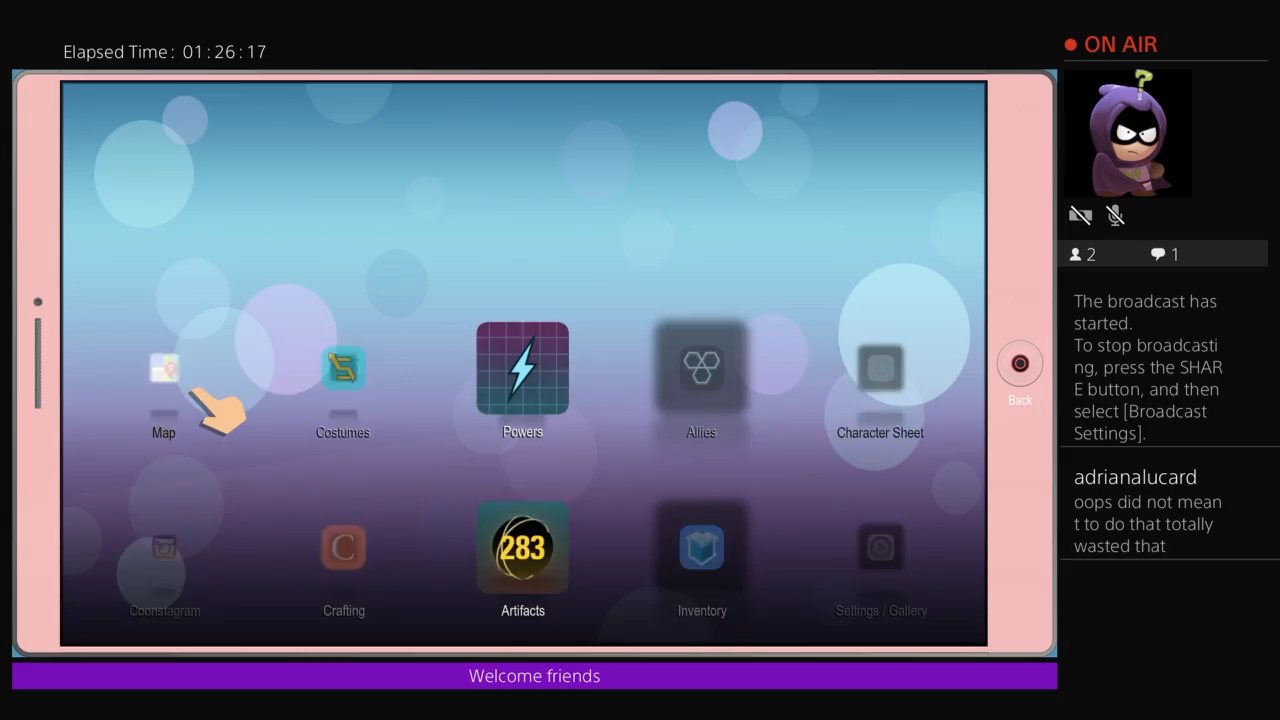 Elapsed Time: 01:26:17
ON AIR
2 1
The broadcast has
started.
To stop broadcasti
ng, press the SHAR
E button, and then
select [Broadcast
Settings].
adrianalucard
oops did not mean
t to do that totally
wasted that
Back
Map Costumes Powers Allies Character Sheet
C 283
Coonstagram Crafting Artifacts Inventory Settings / Gallery
Welcome friends